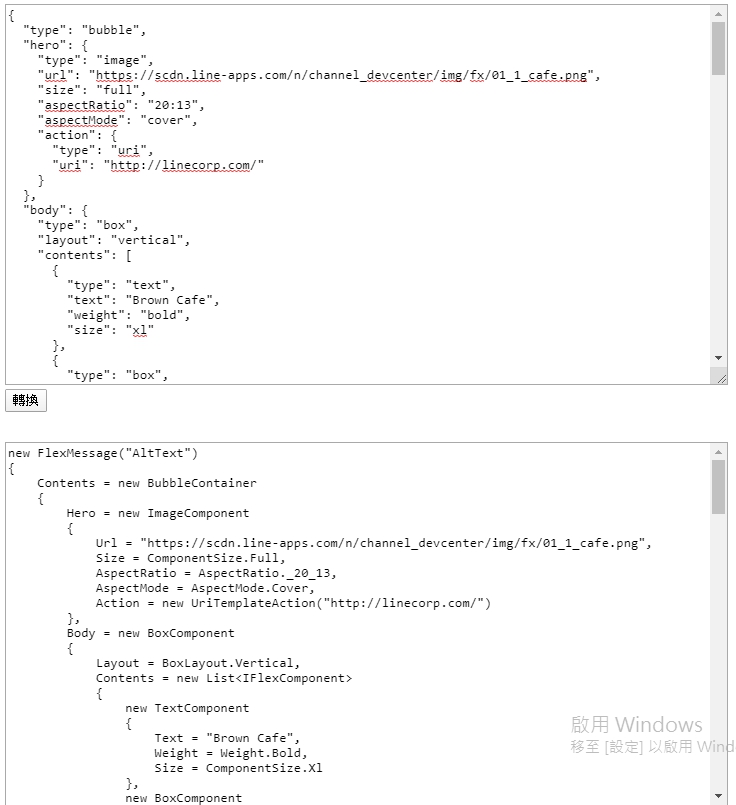 {
  "type": "bubble",
  "hero": {
    "type": "image",
    "url": "https://scdn.line-apps.com/n/channel_devcenter/img/fx/01_1_cafe.png",
    "size": "full",
    "aspectRatio": "20:13",
    "aspectMode": "cover",
    "action": {
      "type": "uri",
      "uri": "http://linecorp.com/"
    }
  },
  "body": {
    "type": "box",
    "layout": "vertical",
    "contents": [
      {
        "type": "text",
        "text": "Brown Cafe",
        "weight": "bold",
        "size": "xl"
      },
      {
        "type": "box",
轉換
new FlexMessage("AltText")
{
    Contents = new BubbleContainer
    {
        Hero = new ImageComponent
        {
            Url = "https://scdn.line-apps.com/n/channel_devcenter/img/fx/01_1_cafe.png",
            Size = ComponentSize.Full,
            AspectRatio = AspectRatio._20_13,
            AspectMode = AspectMode.Cover,
            Action = new UriTemplateAction("http://linecorp.com/")
        },
        Body = new BoxComponent
        {
            Layout = BoxLayout.Vertical,
            Contents = new List<IFlexComponent>
            {
                new TextComponent
                {
                    Text = "Brown Cafe",
                    Weight = Weight.Bold,
                    Size = ComponentSize.Xl
                },
                new BoxComponent
啟用 Windows
移至 [設定] 以啟用 Wind